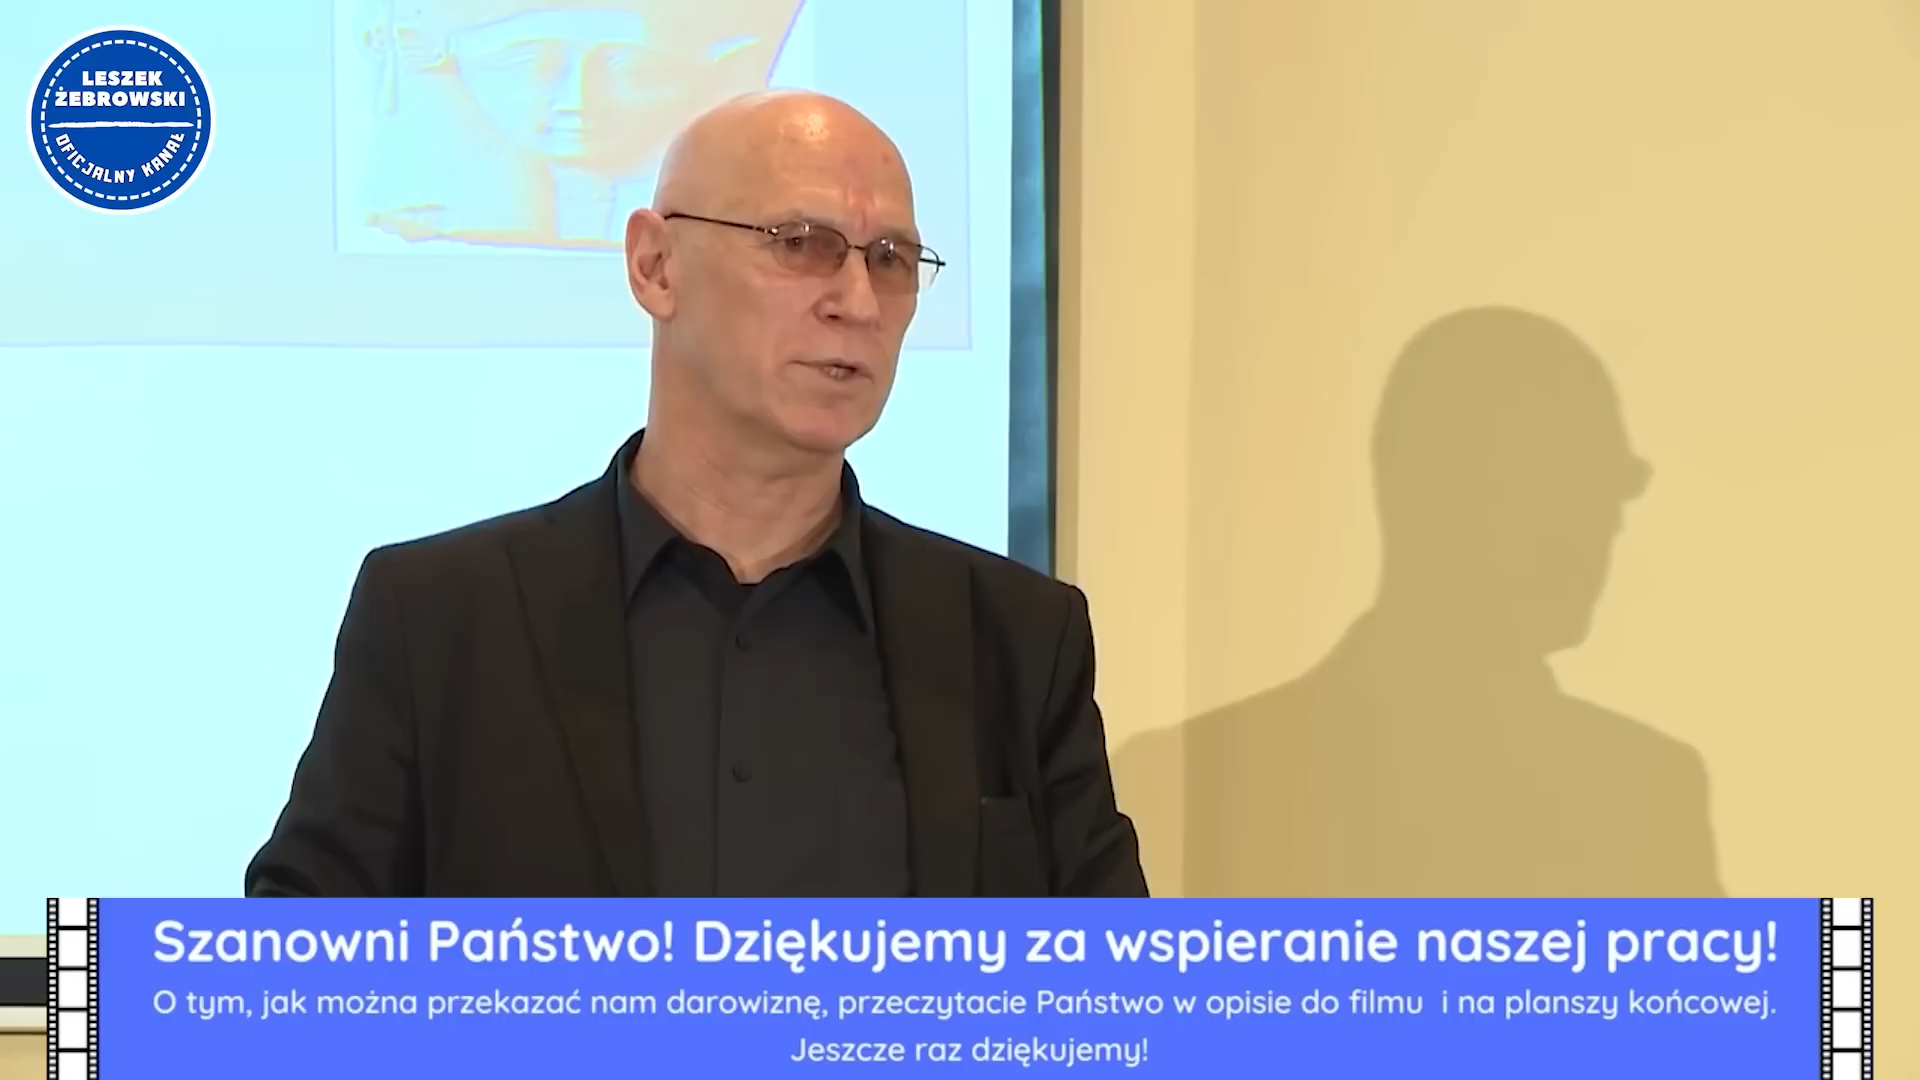 LESZEK
ŻEBROWSKI
OFICJALNY KANAŁ
Szanowni Państwo! Dziękujemy za wspieranie naszej pracy!
O tym, jak można przekazać nam darowiznę, przeczytacie Państwo w opisie do filmu i na planszy końcowej.
Jeszcze raz dziękujemy!